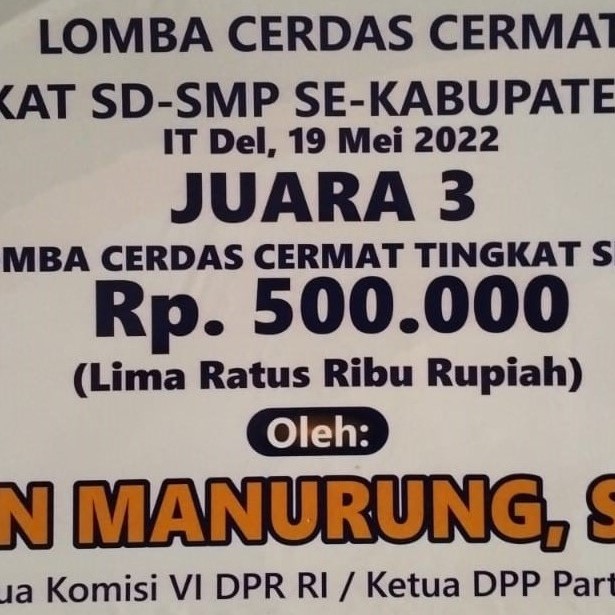 LOMBA CERDAS CERMAT
KAT SD-SMP SE-KABUPATE
IT Del, 19 Mei 2022
JUARA 3
OMBA CERDAS CERMAT TINGKAT S
Rp. 500.000
(Lima Ratus Ribu Rupiah)
Oleh:
N MANURUNG, S
ua Komisi VI DPR RI / Ketua DPP Part